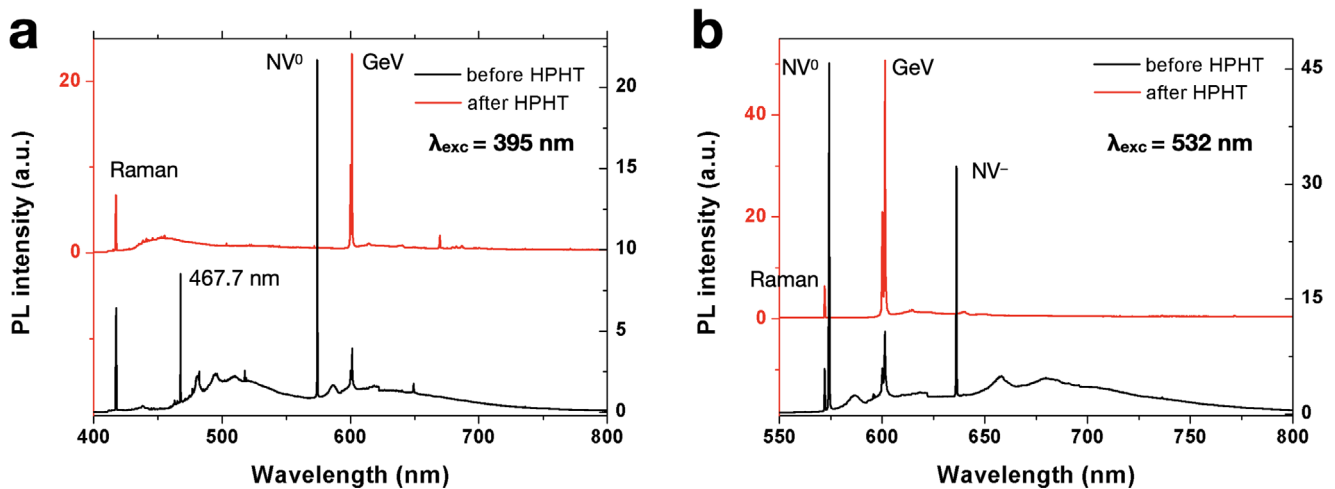 a
PL intensity (a.u.)
20
0
Raman
467.7 nm
NV⁰
GeV
before HPHT
after HPHT
λexc = 395 nm
20
15
10
5
0
400
500
600
700
800
Wavelength (nm)
b
PL intensity (a.u.)
40
20
0
NV⁰
GeV
Raman
NV⁻
before HPHT
after HPHT
λexc = 532 nm
45
30
15
0
550
600
650
700
750
800
Wavelength (nm)